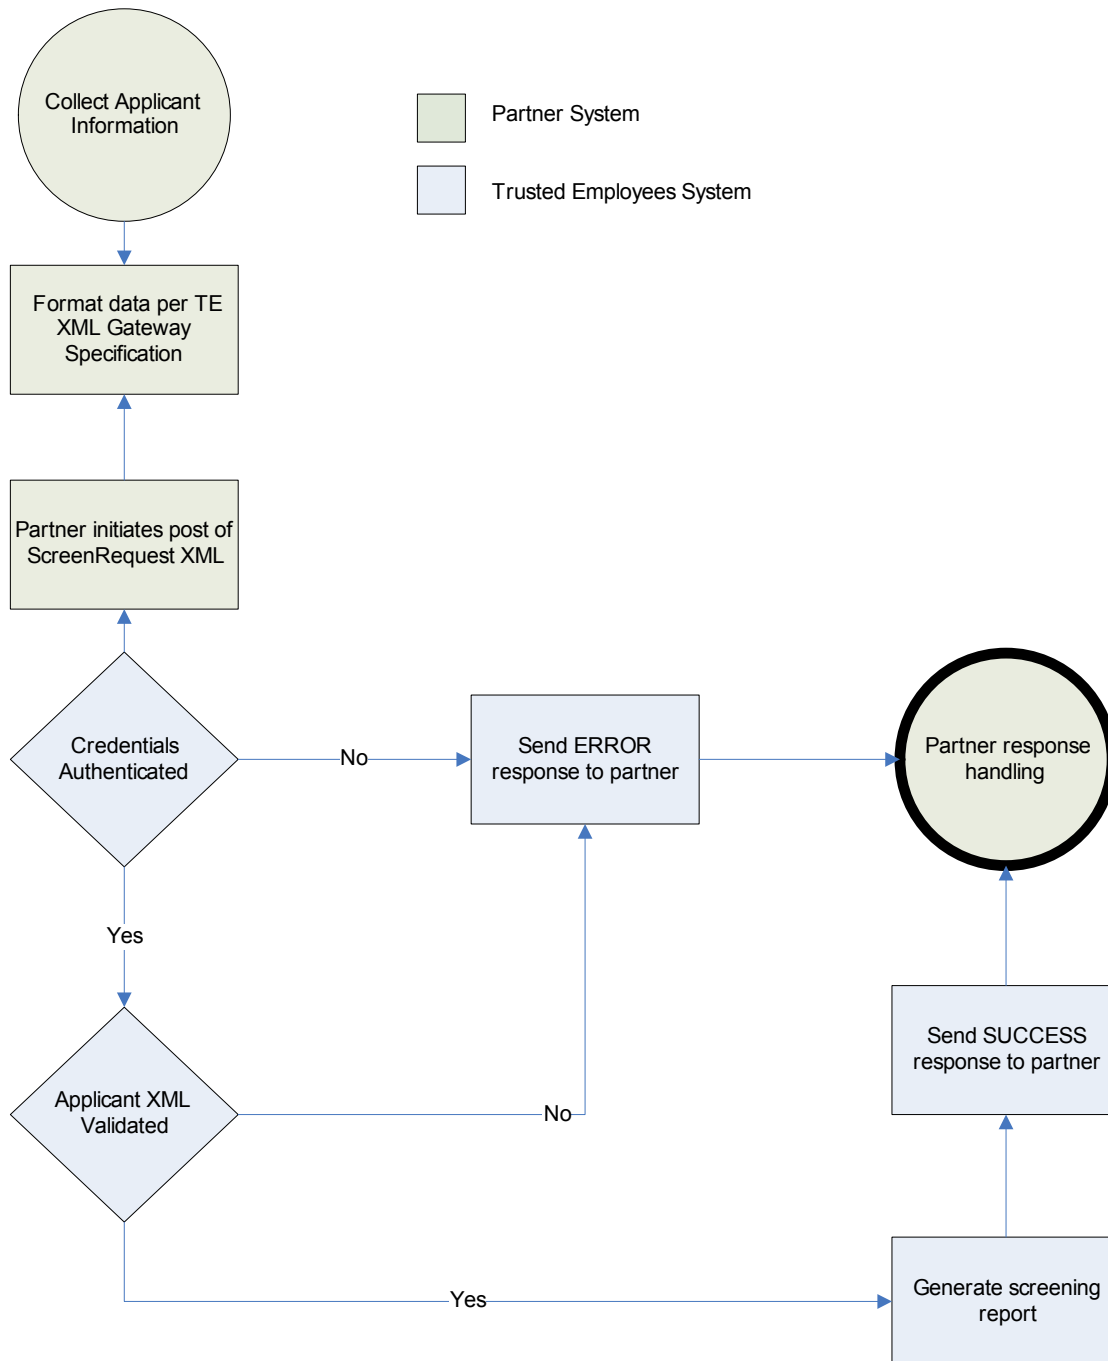 Collect Applicant
Information
Partner System
Trusted Employees System
Format data per TE
XML Gateway
Specification
Partner initiates post of
ScreenRequest XML
Credentials
Authenticated
No
Send ERROR
response to partner
Partner response
handling
Yes
Applicant XML
Validated
No
Send SUCCESS
response to partner
Yes
Generate screening
report